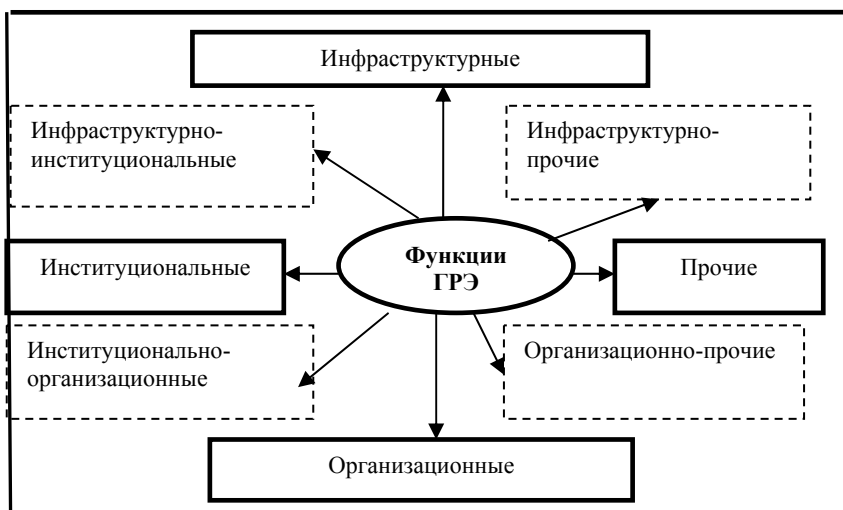 Инфраструктурные
Инфраструктурно-
институциональные
Инфраструктурно-
прочие
Институциональные
Функции
ГРЭ
Прочие
Институционально-
организационные
Организационно-прочие
Организационные